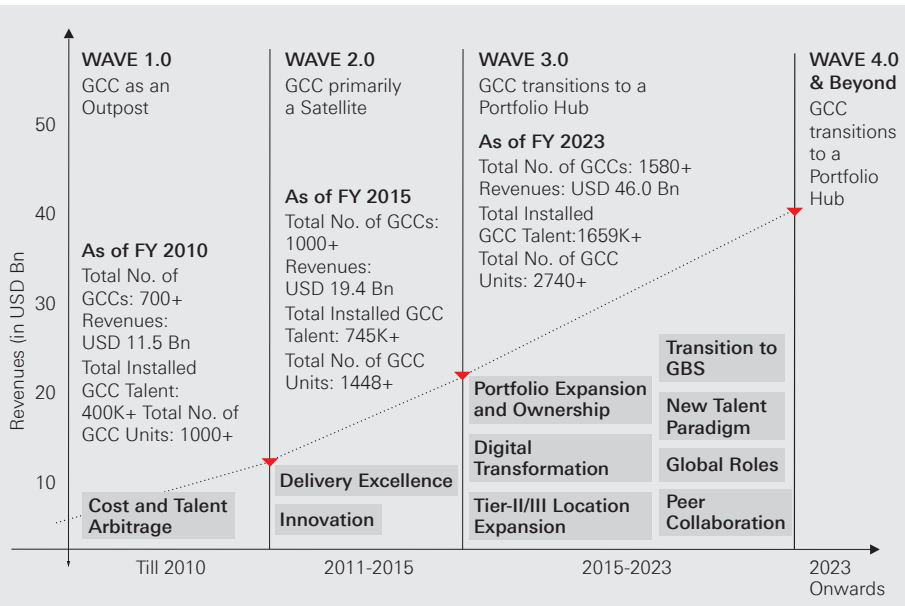 WAVE 1.0
GCC as an
Outpost
As of FY 2010
Total No. of
GCCs: 700+
Revenues:
USD 11.5 Bn
Total Installed
GCC Talent:
400K+ Total No. of
GCC Units: 1000+
Cost and Talent
Arbitrage
WAVE 2.0
GCC primarily
a Satellite
As of FY 2015
Total No. of GCCs:
1000+
Revenues:
USD 19.4 Bn
Total Installed GCC
Talent: 745K+
Total No. of GCC
Units: 1448+
Delivery Excellence
Innovation
WAVE 3.0
GCC transitions to a
Portfolio Hub
As of FY 2023
Total No. of GCCs: 1580+
Revenues: USD 46.0 Bn
Total Installed
GCC Talent:1659K+
Total No. of GCC
Units: 2740+
Portfolio Expansion
and Ownership
Digital
Transformation
Tier-II/III Location
Expansion
Transition to
GBS
New Talent
Paradigm
Global Roles
Peer
Collaboration
WAVE 4.0
& Beyond
GCC
transitions
to a
Portfolio
Hub
Revenues (in USD Bn
50
40
30
20
10
Till 2010
2011-2015
2015-2023
2023
Onwards